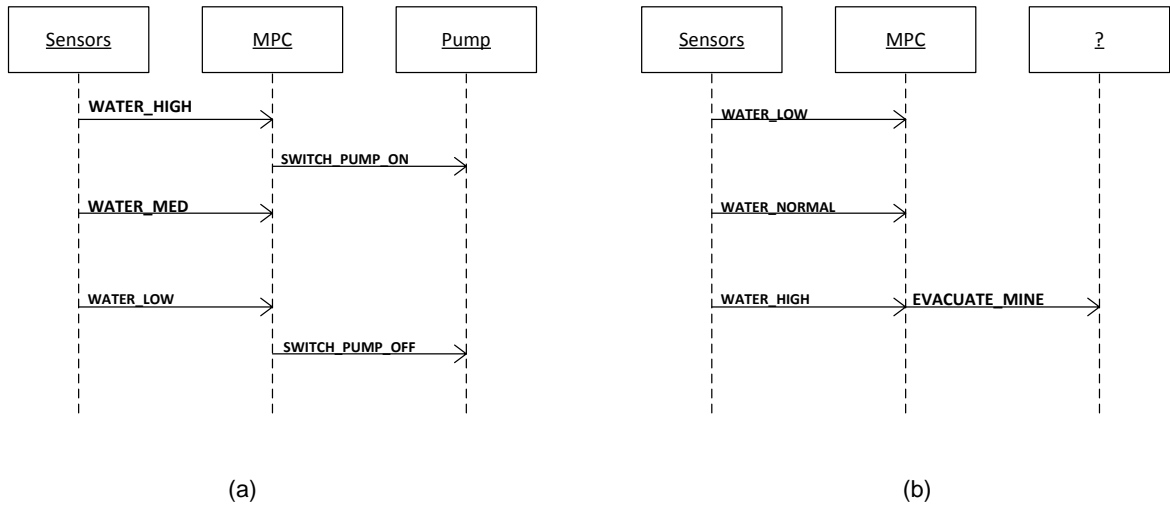 Sensors
MPC
Pump
WATER_HIGH
SWITCH_PUMP_ON
WATER_MED
WATER_LOW
SWITCH_PUMP_OFF
(a)
Sensors
MPC
?
WATER_LOW
WATER_NORMAL
WATER_HIGH
EVACUATE_MINE
(b)